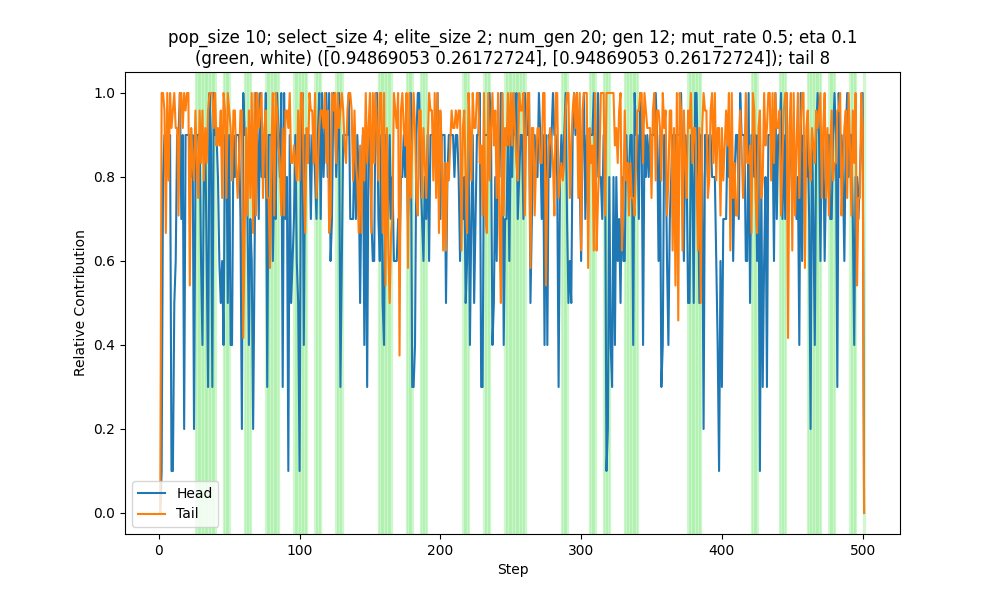 pop_size 10; select_size 4; elite_size 2; num_gen 20; gen 12; mut_rate 0.5; eta 0.1
(green, white) ([0.94869053 0.26172724], [0.94869053 0.26172724]); tail 8
1.0
0.8
0.6
0.4
0.2
0.0
Relative Contribution
Head
Tail
0
100
200
300
400
500
Step